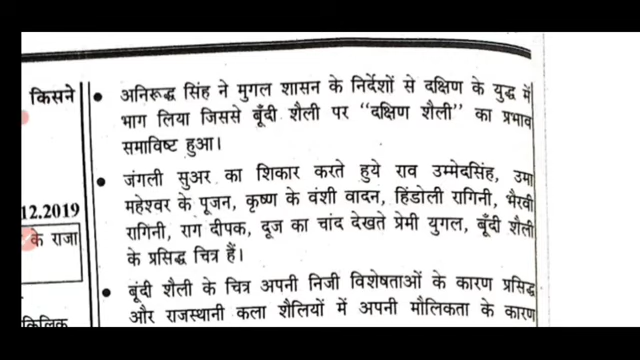 किसने
12.2019
के राजा
• अनिरूद्ध सिंह ने मुगल शासन के निर्देशों से दक्षिण के युद्ध में
भाग लिया जिससे बूँदी शैली पर “दक्षिण शैली” का प्रभाव
समाविष्ट हुआ।
• जंगली सुअर का शिकार करते हुये राव उम्मेदसिंह, उमा
महेश्वर के पूजन, कृष्ण के वंशी वादन, हिंडोली रागिनी, भैरवी
रागिनी, राग दीपक, दूज का चांद देखते प्रेमी युगल, बूँदी शैली
के प्रसिद्ध चित्र हैं।
• बूंदी शैली के चित्र अपनी निजी विशेषताओं के कारण प्रसिद्ध
और राजस्थानी कला शैलियों में अपनी मौलिकता के कारण